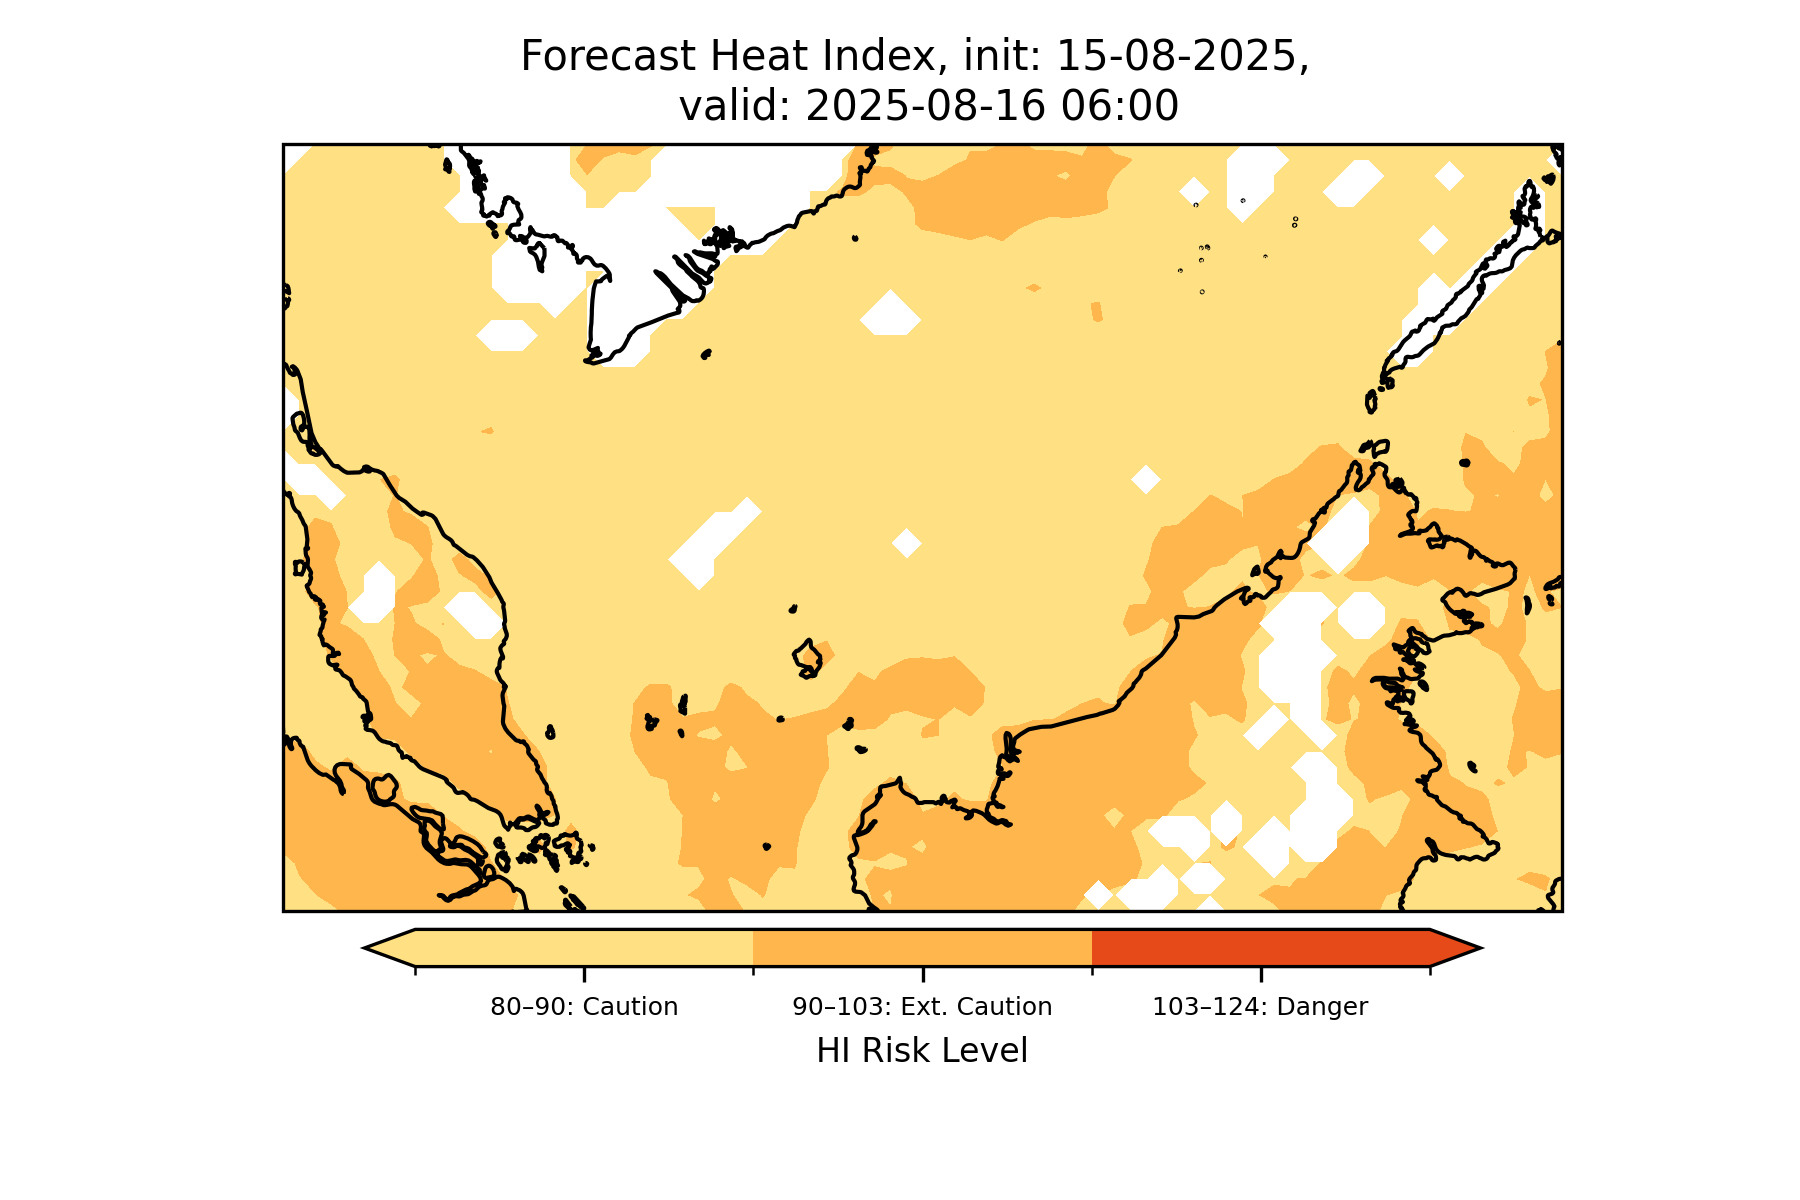 Forecast Heat Index, init: 15-08-2025,
valid: 2025-08-16 06:00
80–90: Caution
90–103: Ext. Caution
103–124: Danger
HI Risk Level